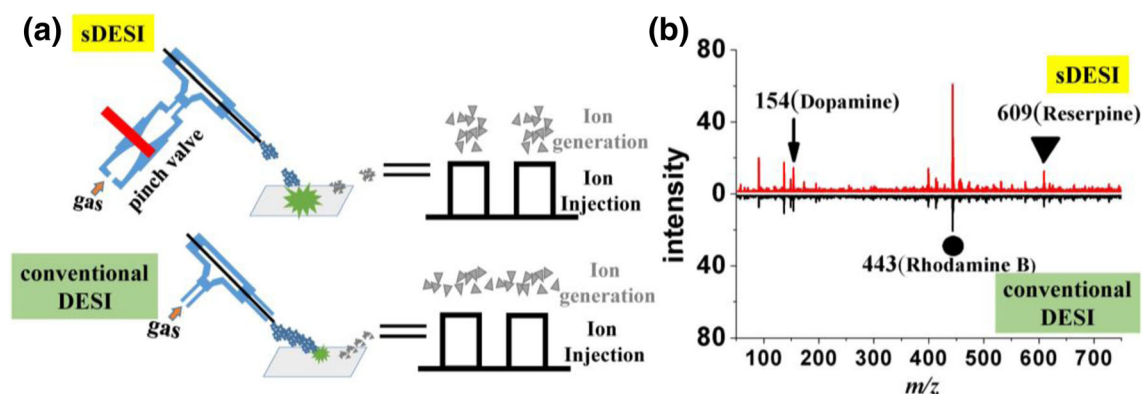 (a)
sDESI
pinch valve
gas
Ion
generation
Ion
Injection
conventional
DESI
gas
Ion
generation
Ion
Injection
(b)
80
40
0
40
80
intensity
sDESI
154(Dopamine)
609(Reserpine)
443(Rhodamine B)
conventional
DESI
100 200 300 400 500 600 700
m/z